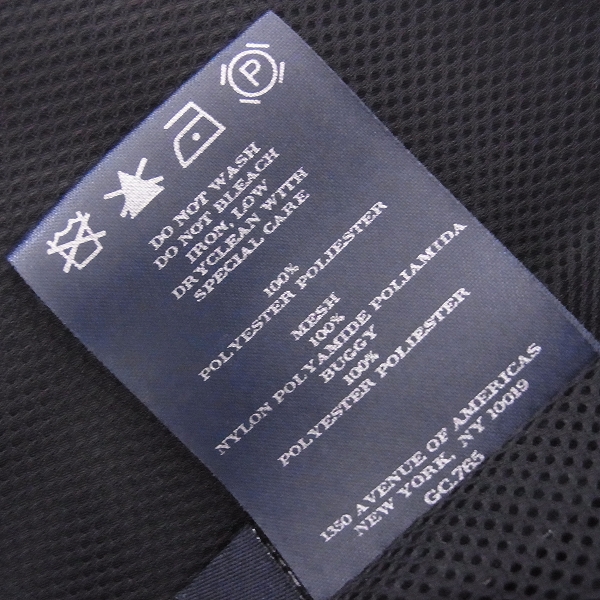 P
DO NOT WASH
DO NOT BLEACH
IRON, LOW
DRYCLEAN WITH
SPECIAL CARE
100%
POLYESTER POLIESTER
MESH
100%
NYLON POLYAMIDE POLIAMIDA
BUGGY
100%
POLYESTER POLIESTER
1350 AVENUE OF AMERICAS
NEW YORK, NY 10019
GC.765